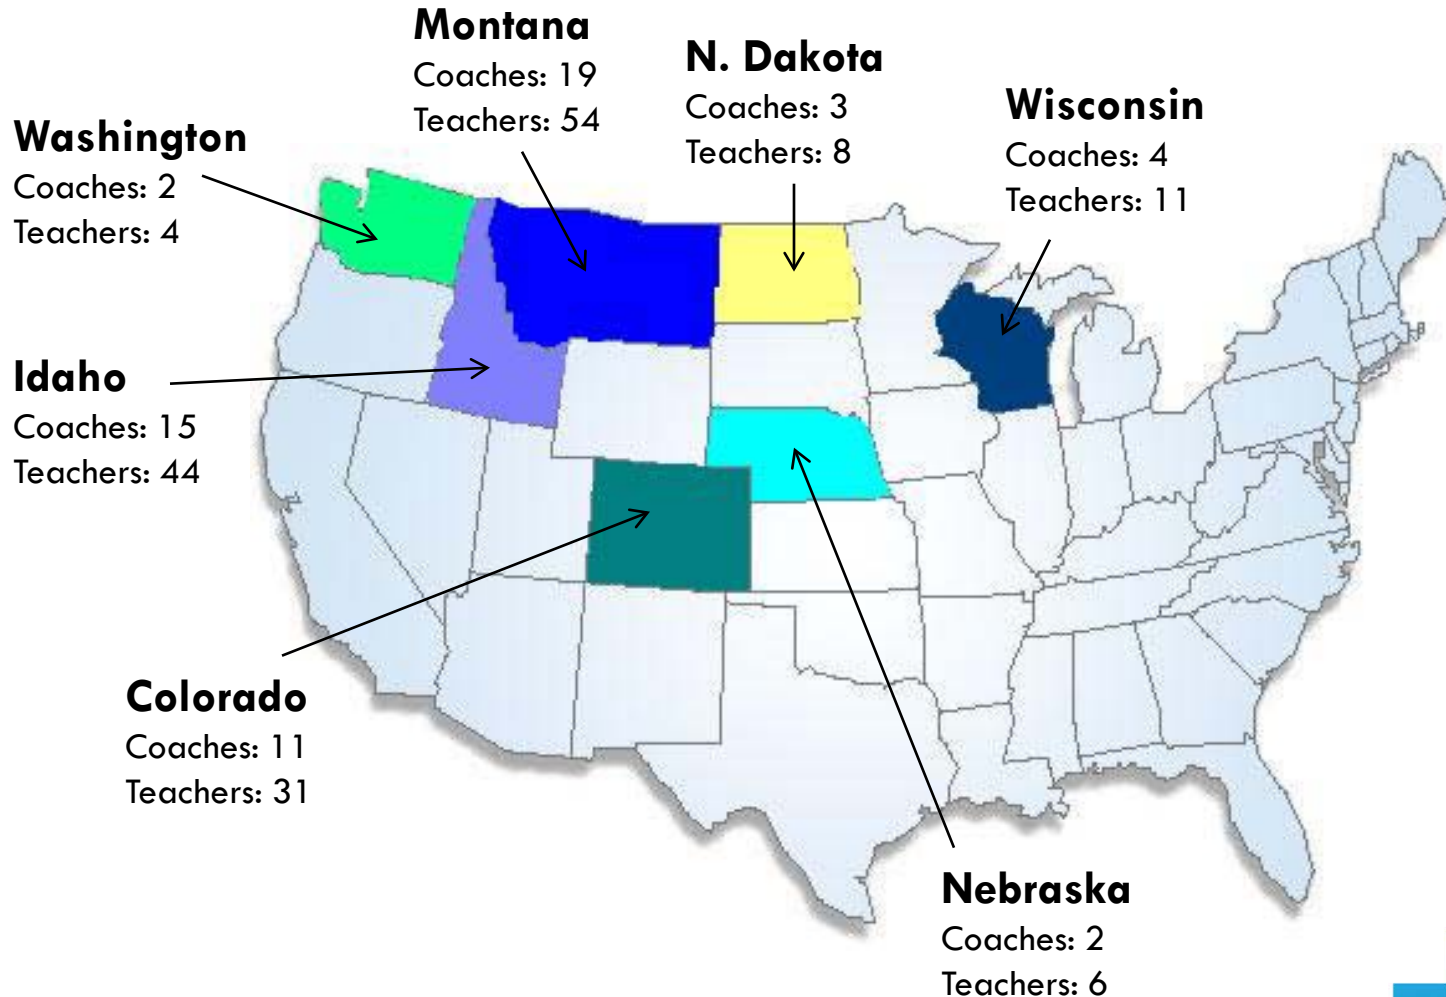 Montana
Coaches: 19
Teachers: 54
N. Dakota
Coaches: 3
Teachers: 8
Wisconsin
Coaches: 4
Teachers: 11
Washington
Coaches: 2
Teachers: 4
Idaho
Coaches: 15
Teachers: 44
Colorado
Coaches: 11
Teachers: 31
Nebraska
Coaches: 2
Teachers: 6